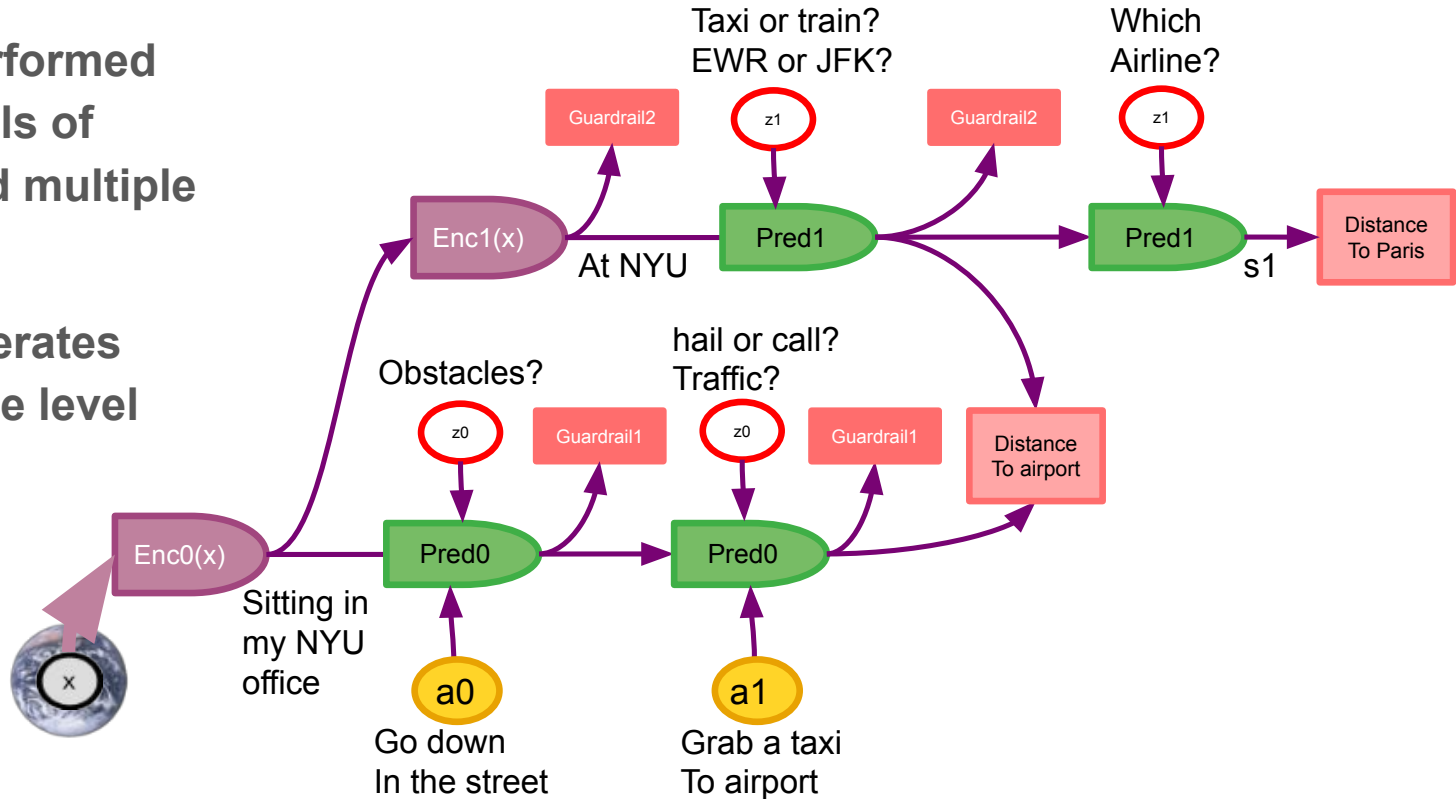 rformed
ls of
d multiple
erates
e level
Taxi or train?
EWR or JFK?
Which
Airline?
Guardrail2
z1
Guardrail2
z1
Enc1(x)
At NYU
Pred1
Pred1
s1
Distance
To Paris
Obstacles?
hail or call?
Traffic?
z0
Guardrail1
z0
Guardrail1
Distance
To airport
Enc0(x)
Pred0
Pred0
Sitting in
my NYU
office
x
a0
a1
Go down
In the street
Grab a taxi
To airport